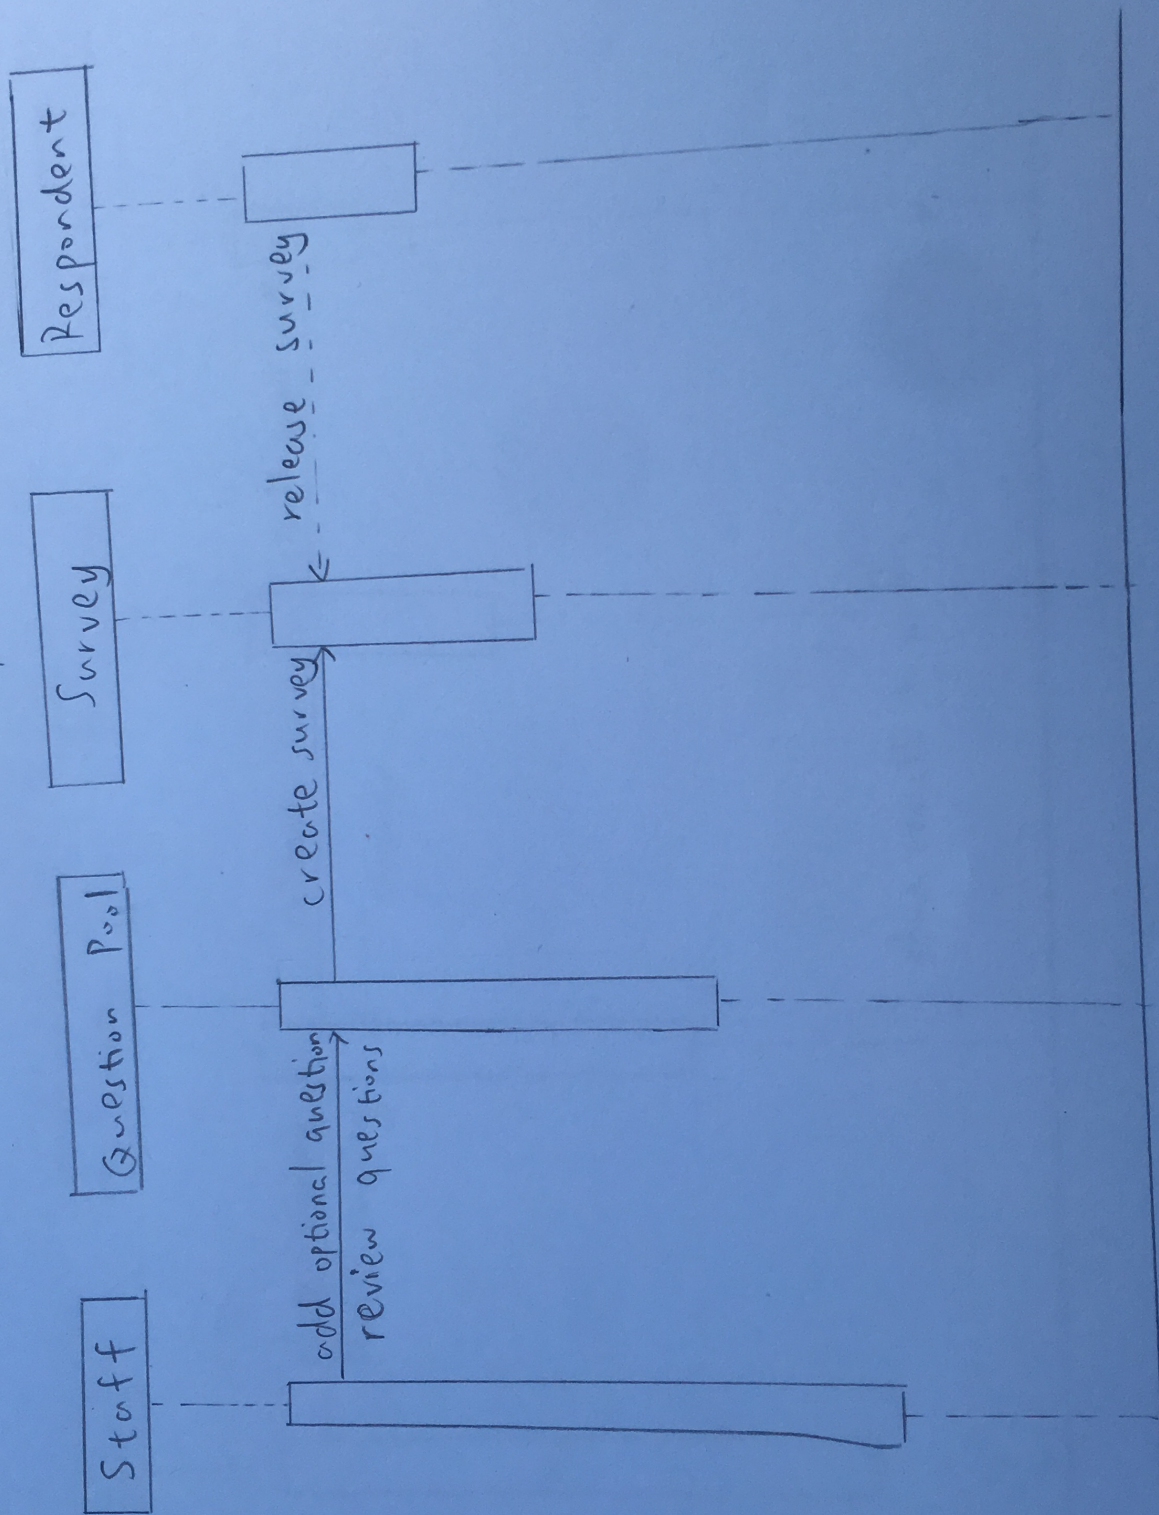 Staff
Question Pool
Survey
Respondent
add optional question
review questions
create survey
release survey